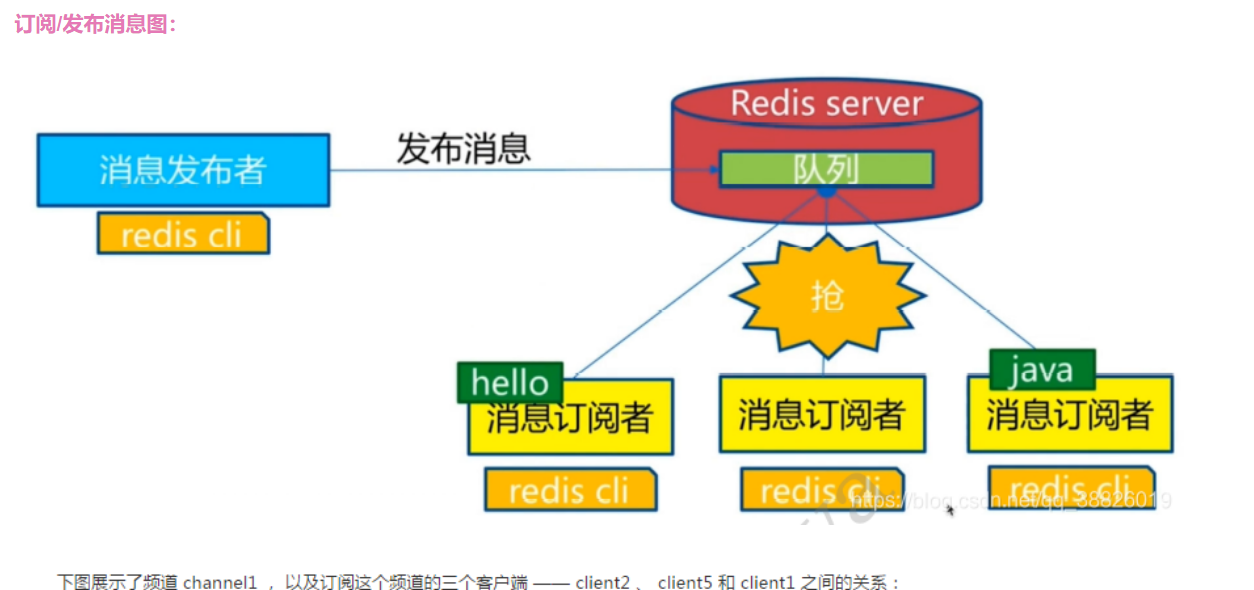 订阅/发布消息图：
Redis server
发布消息
消息发布者
队列
redis cli
抢
hello
java
消息订阅者
消息订阅者
消息订阅者
redis cli
redis cli
redis cli
https://blog.csdn.net/qq_38826019
下图展示了频道 channel1 ， 以及订阅这个频道的三个客户端 —— client2 、 client5 和 client1 之间的关系：